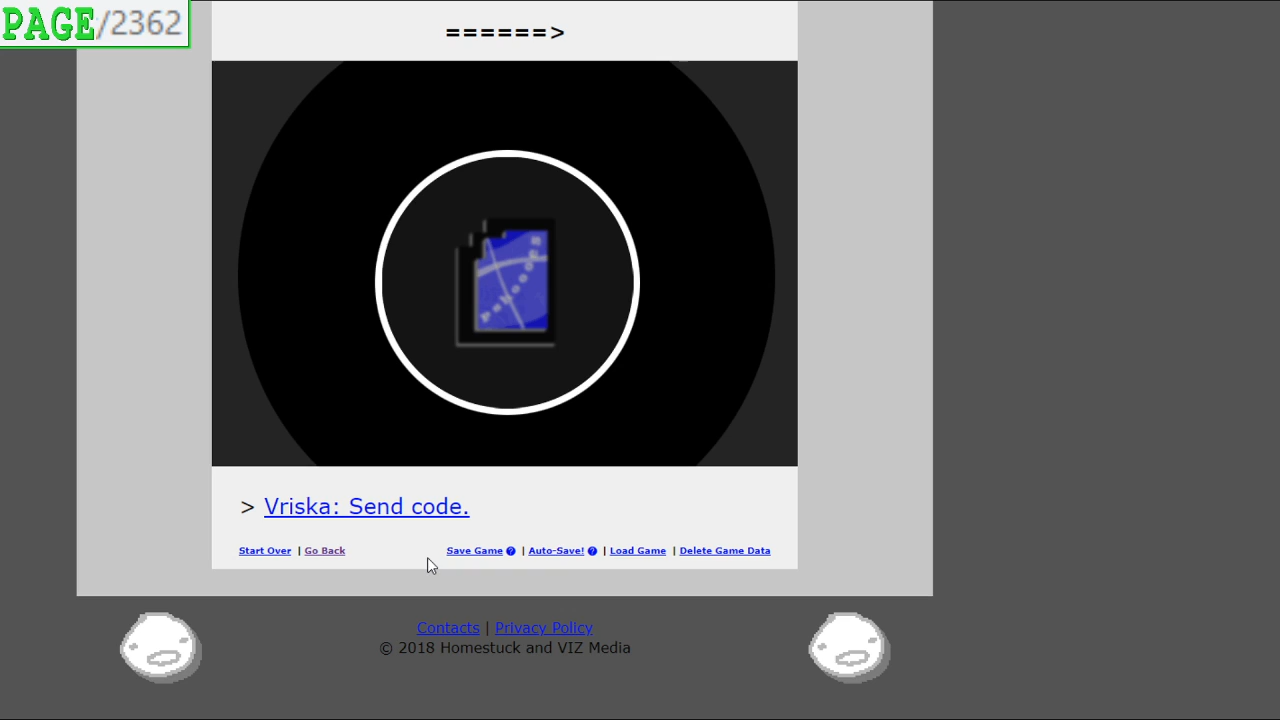 PAGE/2362
======>
> Vriska: Send code.
Start Over | Go Back Save Game ? | Auto-Save! ? | Load Game | Delete Game Data
Contacts | Privacy Policy
© 2018 Homestuck and VIZ Media